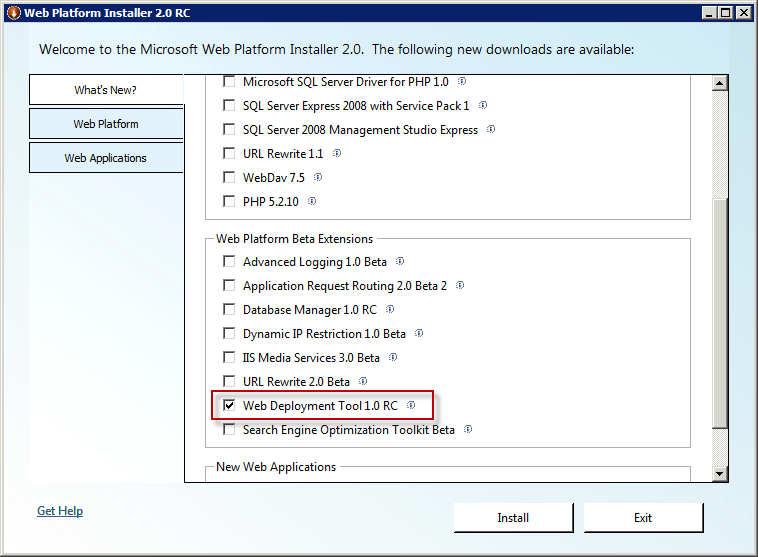 Web Platform Installer 2.0 RC
Welcome to the Microsoft Web Platform Installer 2.0. The following new downloads are available:
What's New?
Web Platform
Web Applications
Microsoft SQL Server Driver for PHP 1.0
SQL Server Express 2008 with Service Pack 1
SQL Server 2008 Management Studio Express
URL Rewrite 1.1
WebDav 7.5
PHP 5.2.10
Web Platform Beta Extensions
Advanced Logging 1.0 Beta
Application Request Routing 2.0 Beta 2
Database Manager 1.0 RC
Dynamic IP Restriction 1.0 Beta
IIS Media Services 3.0 Beta
URL Rewrite 2.0 Beta
Web Deployment Tool 1.0 RC
Search Engine Optimization Toolkit Beta
New Web Applications
Get Help
Install
Exit